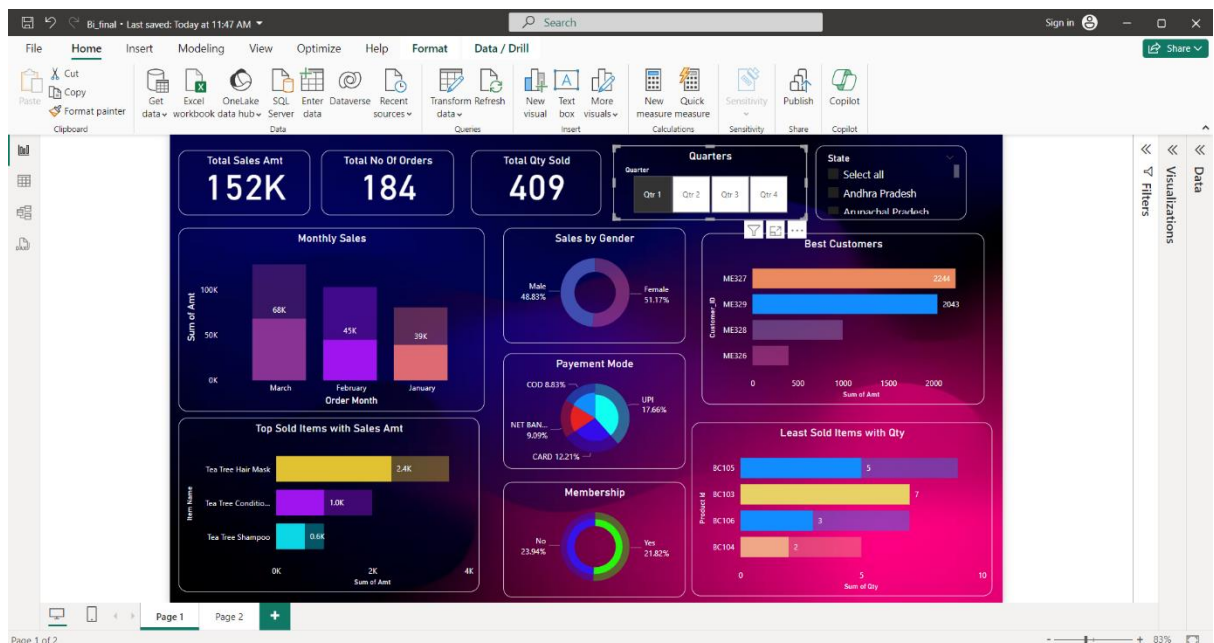 Bi_final • Last saved: Today at 11:47 AM
Search
Sign in
File Home Insert Modeling View Optimize Help Format Data / Drill
Share
Paste
Cut
Copy
Format painter
Get data
Excel workbook
OneLake data hub
SQL Server
Enter data
Dataverse
Recent sources
Transform data
Refresh
New visual
Text box
More visuals
New measure
Quick measure
Sensitivity
Publish
Copilot
Clipboard Data Queries Insert Calculations Sensitivity Share Copilot
Total Sales Amt
152K
Total No Of Orders
184
Total Qty Sold
409
Quarters
Quarter
Qtr 1 Qtr 2 Qtr 3 Qtr 4
State
Select all
Andhra Pradesh
Arunachal Pradesh
Filters
Visualizations
Data
Monthly Sales
Sum of Amt
100K
50K
0K
68K
45K
39K
March February January
Order Month
Sales by Gender
Male
48.83%
Female
51.17%
Best Customers
Customer_ID
ME327 2244
ME329 2043
ME328
ME326
0 500 1000 1500 2000
Sum of Amt
Payement Mode
COD 8.83%
UPI
17.66%
NET BAN...
9.09%
CARD 12.21%
Top Sold Items with Sales Amt
Item Name
Tea Tree Hair Mask 2.4K
Tea Tree Conditio... 1.0K
Tea Tree Shampoo 0.6K
0K 2K 4K
Sum of Amt
Membership
No
23.94%
Yes
21.82%
Least Sold Items with Qty
Product Id
BC105 5
BC103 7
BC106 3
BC104 2
0 5 10
Sum of Qty
Page 1 Page 2 +
Page 1 of 2
83%